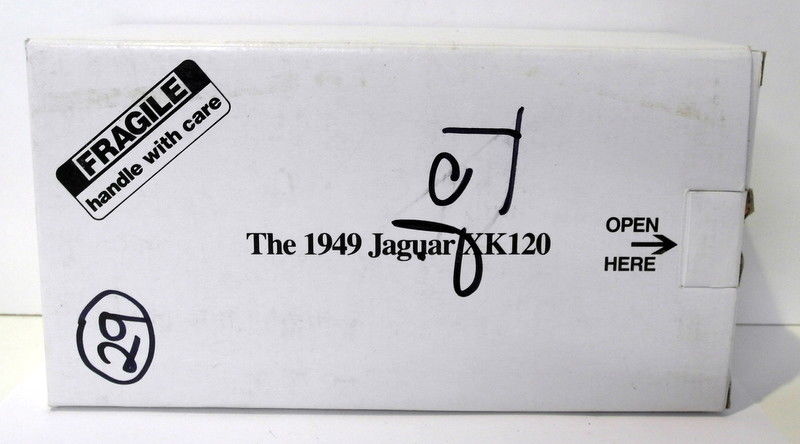 FRAGILE
handle with care
The 1949 Jaguar XK120
OPEN
HERE
29